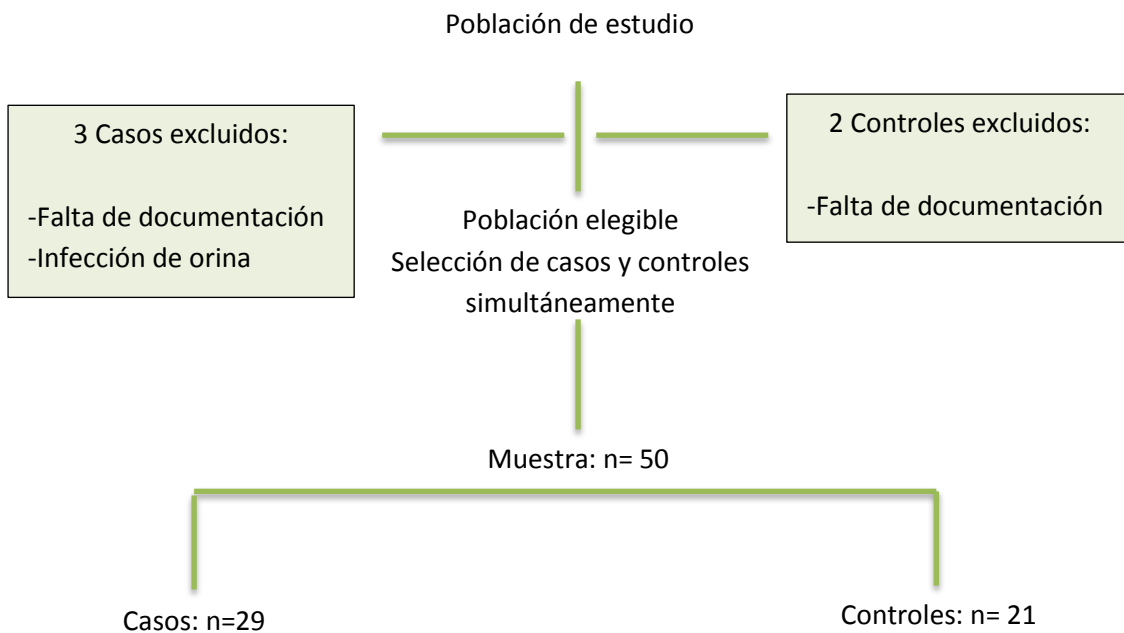 Población de estudio
3 Casos excluidos:
-Falta de documentación
-Infección de orina
2 Controles excluidos:
-Falta de documentación
Población elegible
Selección de casos y controles
simultáneamente
Muestra: n= 50
Casos: n=29
Controles: n= 21